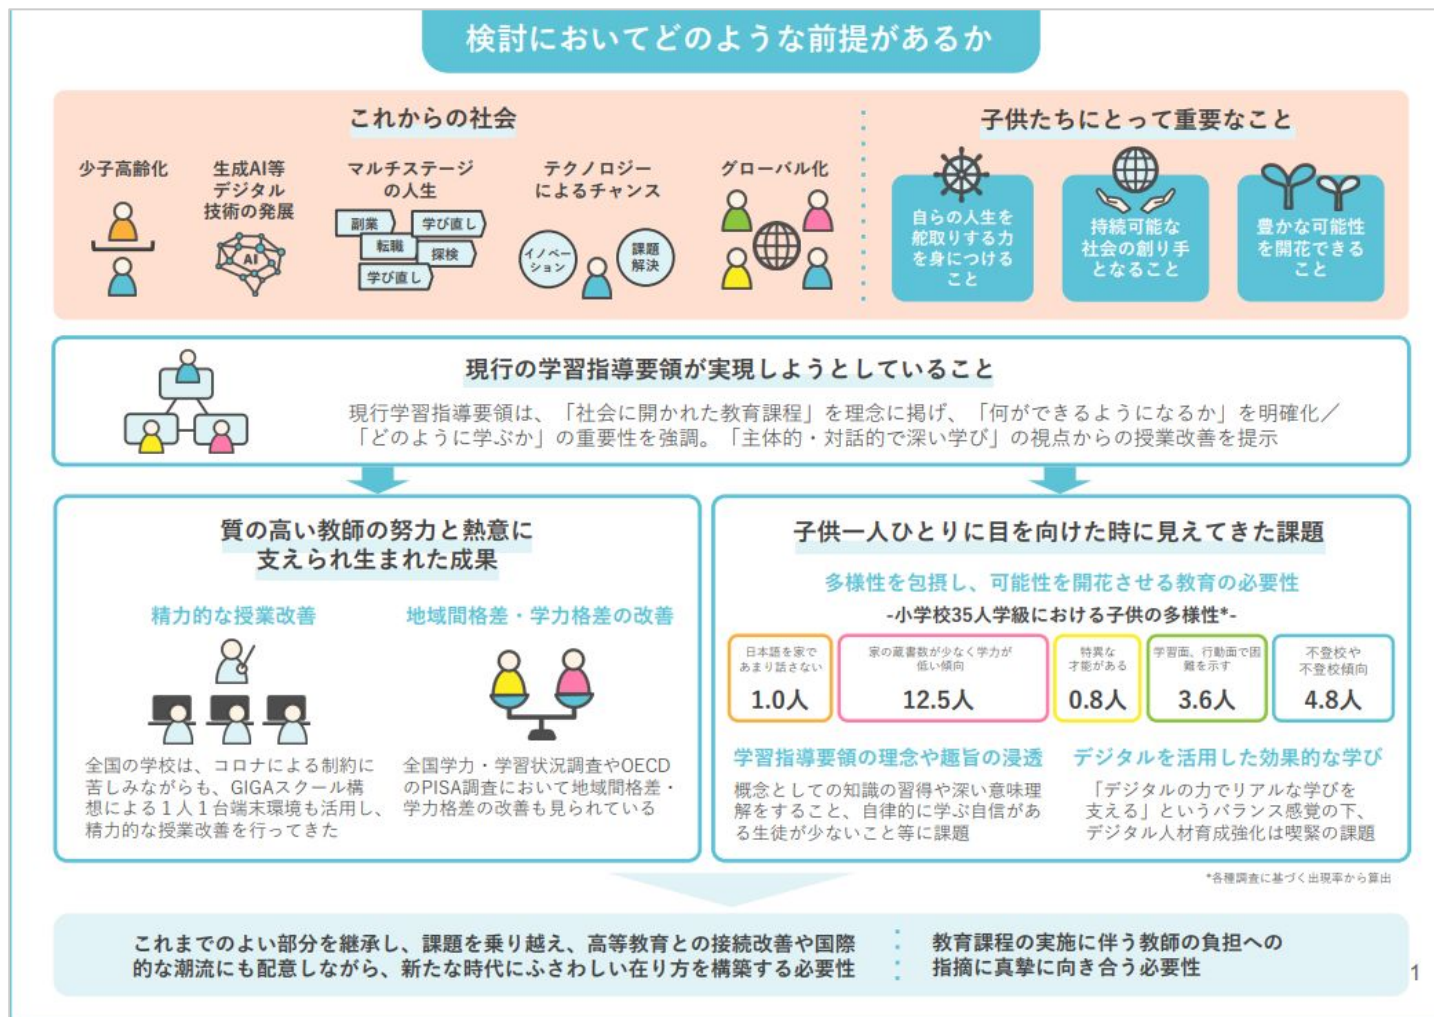 検討においてどのような前提があるか
これからの社会
少子高齢化
生成AI等
デジタル
技術の発展
AI
マルチステージ
の人生
副業
学び直し
転職
探検
学び直し
テクノロジー
によるチャンス
イノベー
ション
課題
解決
グローバル化
子供たちにとって重要なこと
自らの人生を
舵取りする力
を身につける
こと
持続可能な
社会の創り手
となること
豊かな可能性
を開花できる
こと
現行の学習指導要領が実現しようとしていること
現行学習指導要領は、「社会に開かれた教育課程」を理念に掲げ、「何ができるようになるか」を明確化／
「どのように学ぶか」の重要性を強調。「主体的・対話的で深い学び」の視点からの授業改善を提示
質の高い教師の努力と熱意に
支えられ生まれた成果
精力的な授業改善
全国の学校は、コロナによる制約に
苦しみながらも、GIGAスクール構
想による１人１台端末環境も活用し、
精力的な授業改善を行ってきた
地域間格差・学力格差の改善
全国学力・学習状況調査やOECD
のPISA調査において地域間格差・
学力格差の改善も見られている
子供一人ひとりに目を向けた時に見えてきた課題
多様性を包摂し、可能性を開花させる教育の必要性
-小学校35人学級における子供の多様性*-
日本語を家で
あまり話さない
1.0人
家の蔵書数が少なく学力が
低い傾向
12.5人
特異な
才能がある
0.8人
学習面、行動面で困
難を示す
3.6人
不登校や
不登校傾向
4.8人
学習指導要領の理念や趣旨の浸透
概念としての知識の習得や深い意味理
解をすること、自律的に学ぶ自信があ
る生徒が少ないこと等に課題
デジタルを活用した効果的な学び
「デジタルの力でリアルな学びを
支える」というバランス感覚の下、
デジタル人材育成強化は喫緊の課題
*各種調査に基づく出現率から算出
これまでのよい部分を継承し、課題を乗り越え、高等教育との接続改善や国際
的な潮流にも配意しながら、新たな時代にふさわしい在り方を構築する必要性
教育課程の実施に伴う教師の負担への
指摘に真摯に向き合う必要性
1